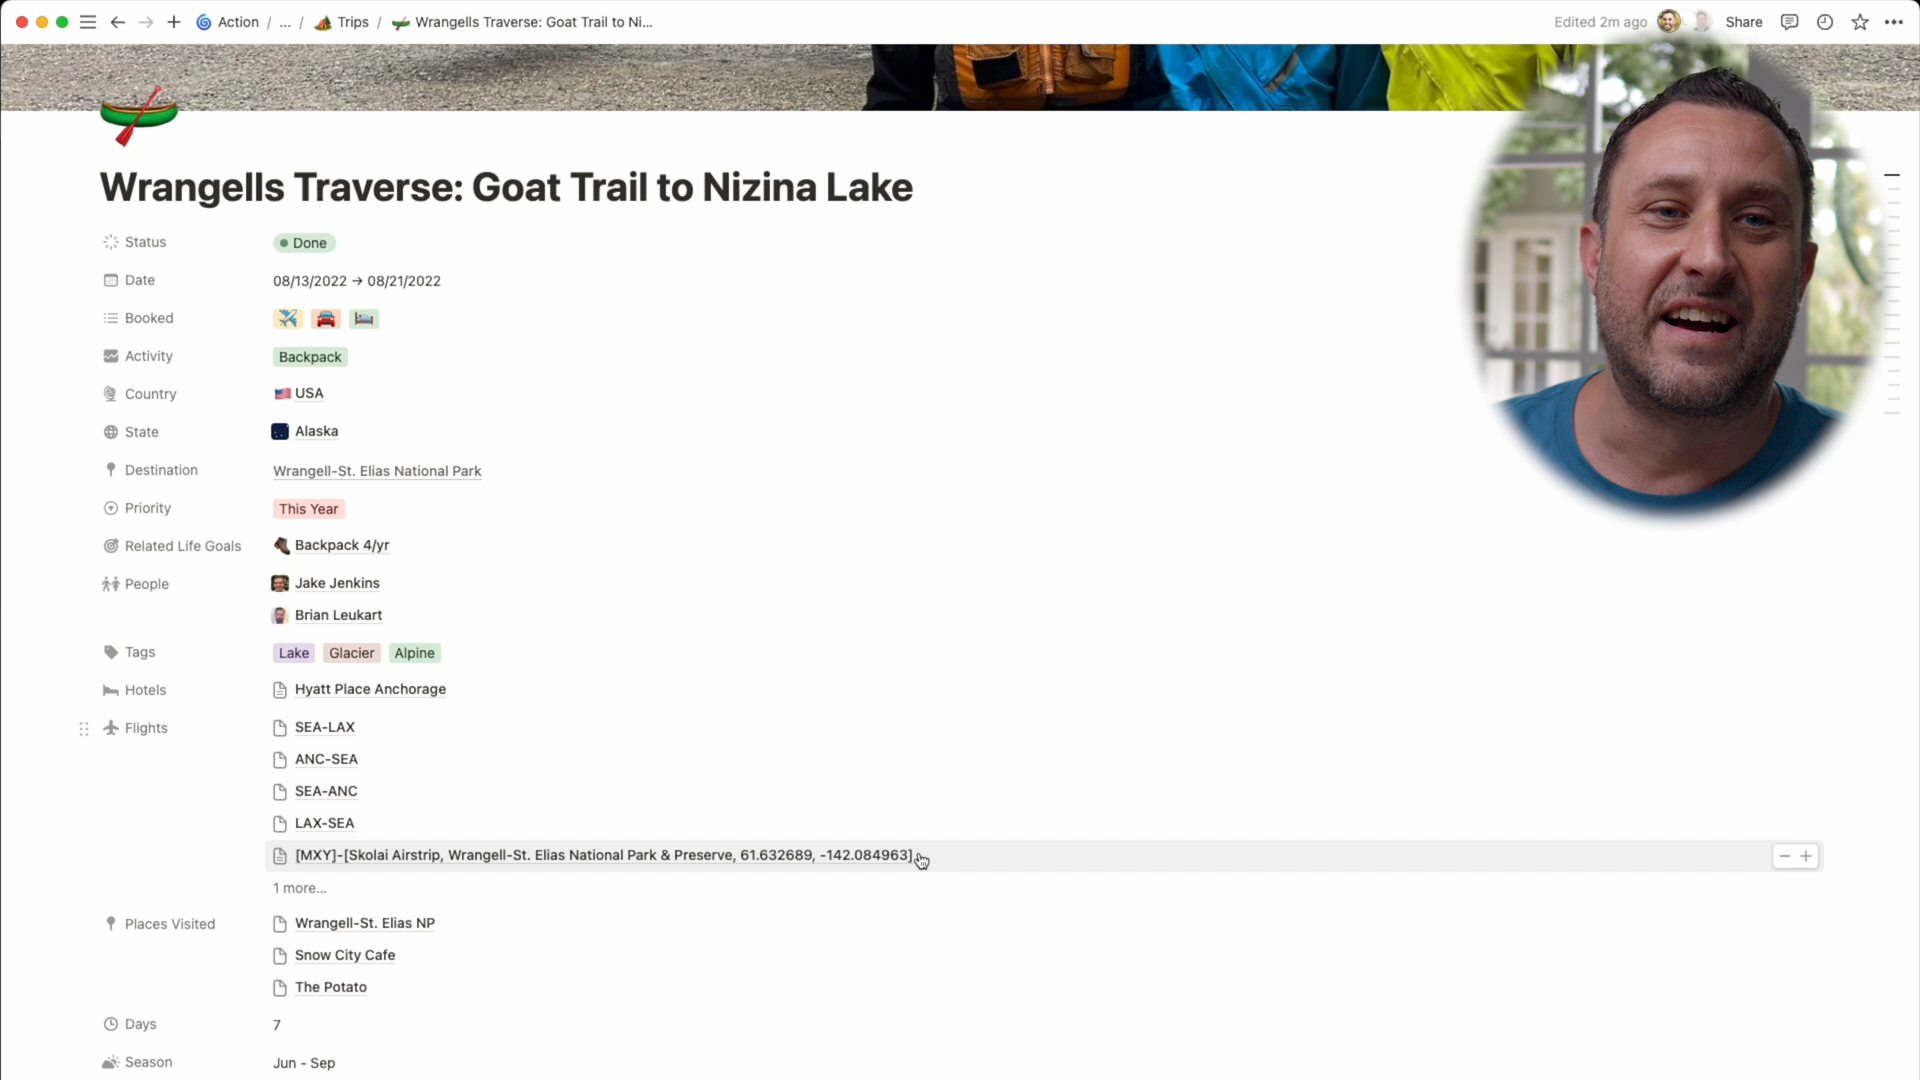 Action / ... / Trips / Wrangells Traverse: Goat Trail to Ni...
Edited 2m ago Share
Wrangells Traverse: Goat Trail to Nizina Lake
Status Done
Date 08/13/2022 → 08/21/2022
Booked
Activity Backpack
Country USA
State Alaska
Destination Wrangell-St. Elias National Park
Priority This Year
Related Life Goals Backpack 4/yr
People Jake Jenkins
Brian Leukart
Tags Lake Glacier Alpine
Hotels Hyatt Place Anchorage
Flights SEA-LAX
ANC-SEA
SEA-ANC
LAX-SEA
[MXY]-[Skolai Airstrip, Wrangell-St. Elias National Park & Preserve, 61.632689, -142.084963]
1 more...
Places Visited Wrangell-St. Elias NP
Snow City Cafe
The Potato
Days 7
Season Jun - Sep